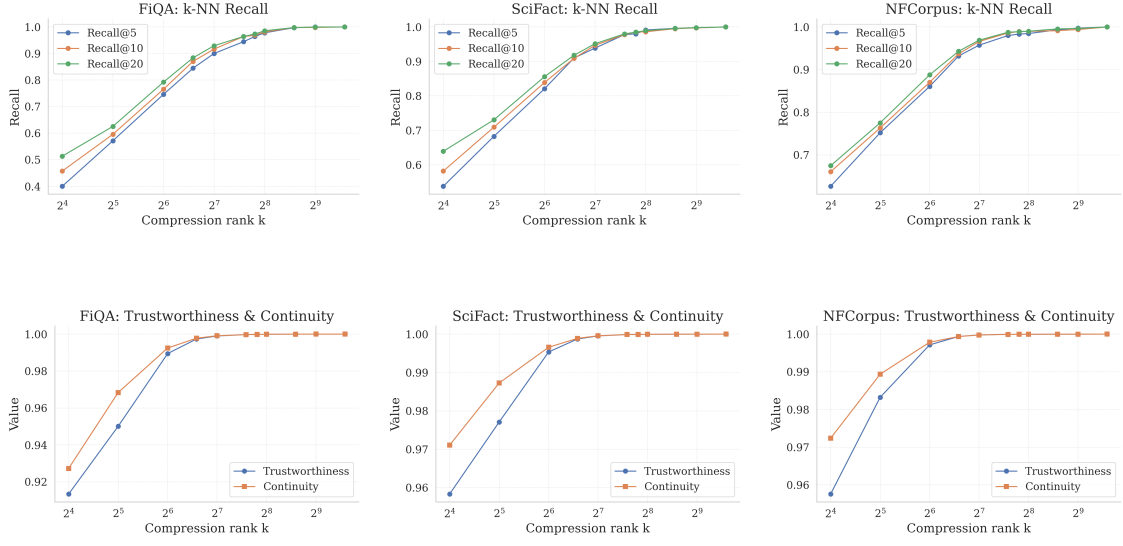 FiQA: k-NN Recall
1.0
0.9
0.8
0.7
0.6
0.5
0.4
Recall
Recall@5
Recall@10
Recall@20
2^4 2^5 2^6 2^7 2^8 2^9
Compression rank k
SciFact: k-NN Recall
1.0
0.9
0.8
0.7
0.6
Recall
Recall@5
Recall@10
Recall@20
2^4 2^5 2^6 2^7 2^8 2^9
Compression rank k
NFCorpus: k-NN Recall
1.0
0.9
0.8
0.7
Recall
Recall@5
Recall@10
Recall@20
2^4 2^5 2^6 2^7 2^8 2^9
Compression rank k
FiQA: Trustworthiness & Continuity
1.00
0.98
0.96
0.94
0.92
Value
Trustworthiness
Continuity
2^4 2^5 2^6 2^7 2^8 2^9
Compression rank k
SciFact: Trustworthiness & Continuity
1.00
0.99
0.98
0.97
0.96
Value
Trustworthiness
Continuity
2^4 2^5 2^6 2^7 2^8 2^9
Compression rank k
NFCorpus: Trustworthiness & Continuity
1.00
0.99
0.98
0.97
0.96
Value
Trustworthiness
Continuity
2^4 2^5 2^6 2^7 2^8 2^9
Compression rank k